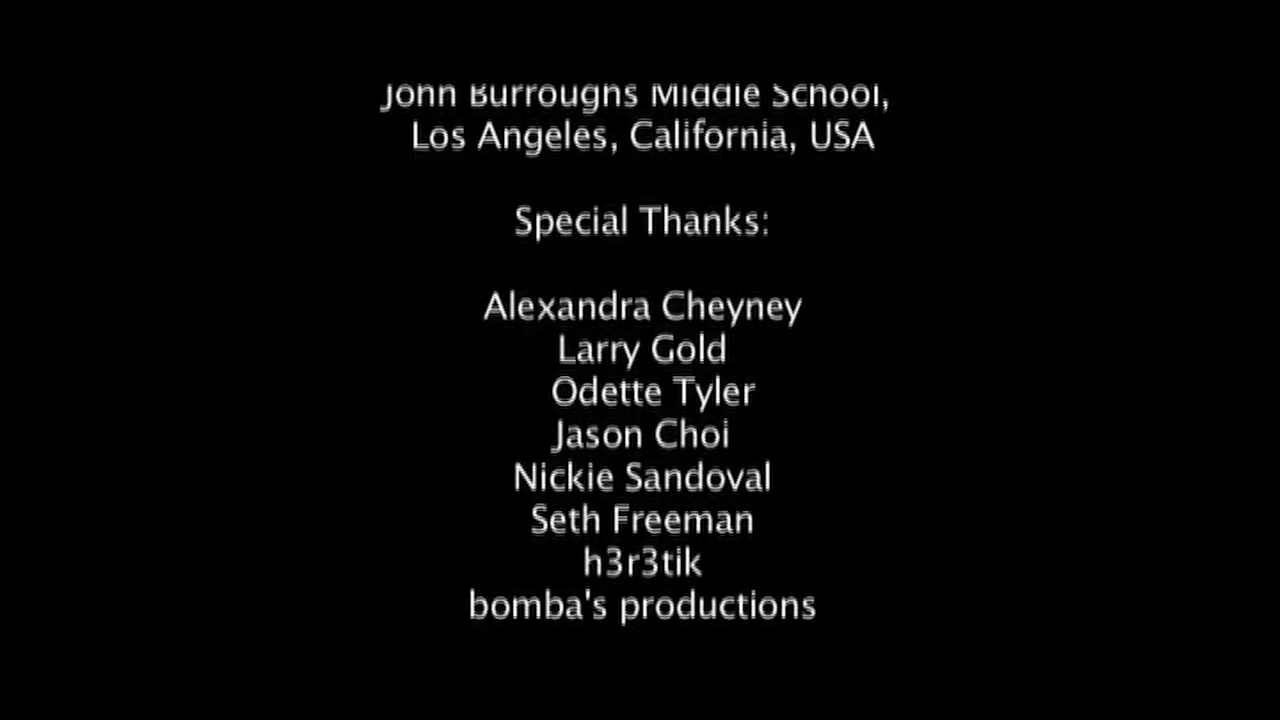 John Burroughs Middle School,
Los Angeles, California, USA
Special Thanks:
Alexandra Cheyney
Larry Gold
Odette Tyler
Jason Choi
Nickie Sandoval
Seth Freeman
h3r3tik
bomba's productions